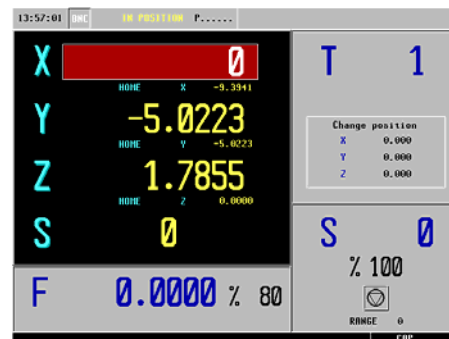 13:57:01 DNC IN POSITION P......
X 0
HOME X -9.3941
Y -5.0223
HOME Y -5.0223
Z 1.7855
HOME Z 0.0000
S 0
F 0.0000 % 80
T 1
Change position
X 0.000
Y 0.000
Z 0.000
S 0
% 100
RANGE 0
CAP